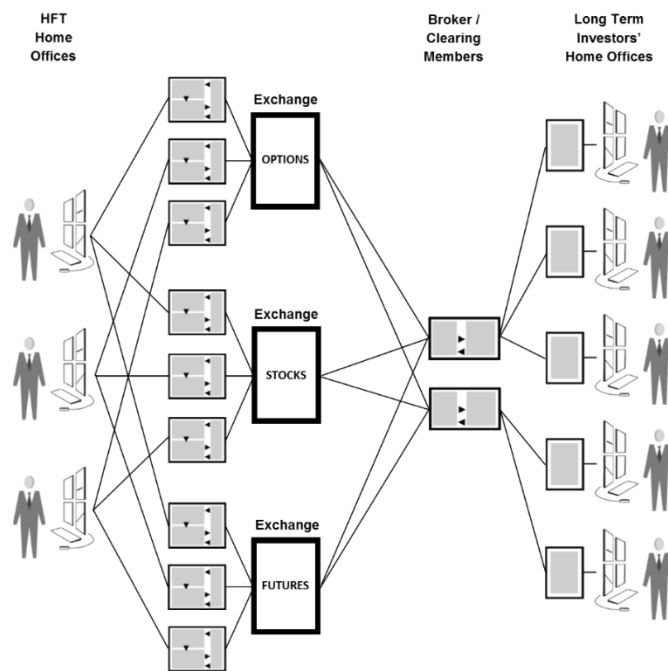 HFT
Home
Offices
Broker /
Clearing
Members
Long Term
Investors'
Home Offices
Exchange
OPTIONS
Exchange
STOCKS
Exchange
FUTURES